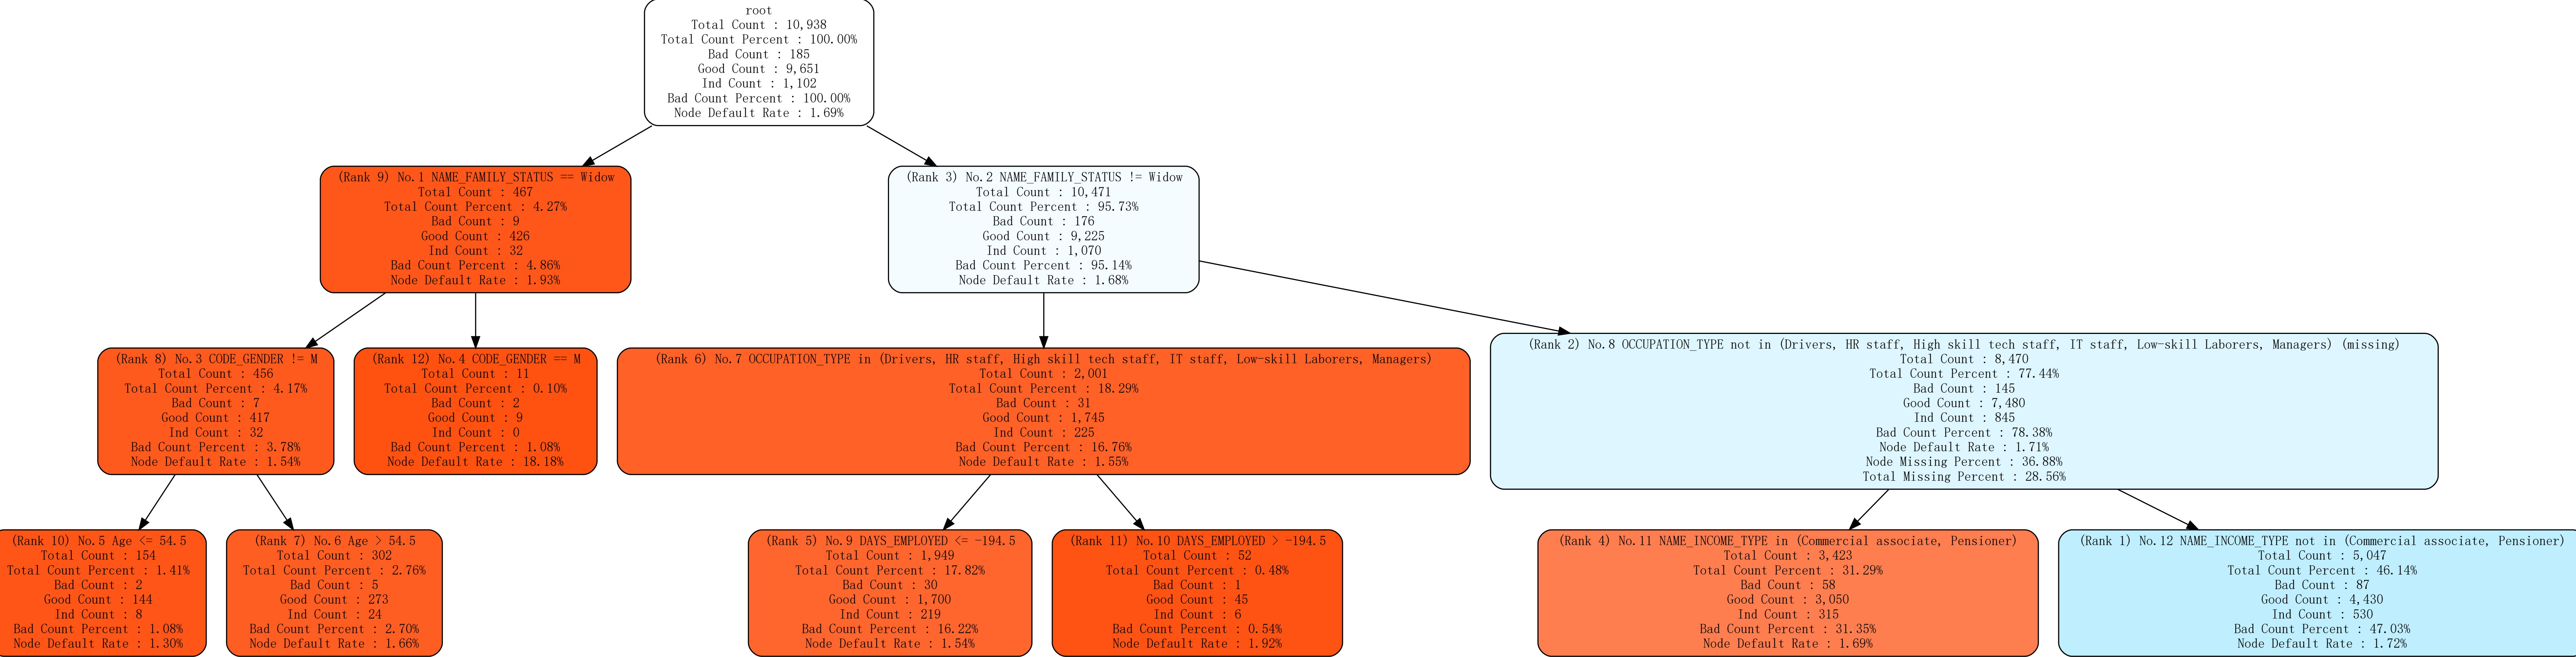 root
Total Count : 10,938
Total Count Percent : 100.00%
Bad Count : 185
Good Count : 9,651
Ind Count : 1,102
Bad Count Percent : 100.00%
Node Default Rate : 1.69%
(Rank 9) No.1 NAME_FAMILY_STATUS == Widow
Total Count : 467
Total Count Percent : 4.27%
Bad Count : 9
Good Count : 426
Ind Count : 32
Bad Count Percent : 4.86%
Node Default Rate : 1.93%
(Rank 3) No.2 NAME_FAMILY_STATUS != Widow
Total Count : 10,471
Total Count Percent : 95.73%
Bad Count : 176
Good Count : 9,225
Ind Count : 1,070
Bad Count Percent : 95.14%
Node Default Rate : 1.68%
(Rank 8) No.3 CODE_GENDER != M
Total Count : 456
Total Count Percent : 4.17%
Bad Count : 7
Good Count : 417
Ind Count : 32
Bad Count Percent : 3.78%
Node Default Rate : 1.54%
(Rank 12) No.4 CODE_GENDER == M
Total Count : 11
Total Count Percent : 0.10%
Bad Count : 2
Good Count : 9
Ind Count : 0
Bad Count Percent : 1.08%
Node Default Rate : 18.18%
(Rank 6) No.7 OCCUPATION_TYPE in (Drivers, HR staff, High skill tech staff, IT staff, Low-skill Laborers, Managers)
Total Count : 2,001
Total Count Percent : 18.29%
Bad Count : 31
Good Count : 1,745
Ind Count : 225
Bad Count Percent : 16.76%
Node Default Rate : 1.55%
(Rank 2) No.8 OCCUPATION_TYPE not in (Drivers, HR staff, High skill tech staff, IT staff, Low-skill Laborers, Managers) (missing)
Total Count : 8,470
Total Count Percent : 77.44%
Bad Count : 145
Good Count : 7,480
Ind Count : 845
Bad Count Percent : 78.38%
Node Default Rate : 1.71%
Node Missing Percent : 36.88%
Total Missing Percent : 28.56%
(Rank 10) No.5 Age <= 54.5
Total Count : 154
Total Count Percent : 1.41%
Bad Count : 2
Good Count : 144
Ind Count : 8
Bad Count Percent : 1.08%
Node Default Rate : 1.30%
(Rank 7) No.6 Age > 54.5
Total Count : 302
Total Count Percent : 2.76%
Bad Count : 5
Good Count : 273
Ind Count : 24
Bad Count Percent : 2.70%
Node Default Rate : 1.66%
(Rank 5) No.9 DAYS_EMPLOYED <= -194.5
Total Count : 1,949
Total Count Percent : 17.82%
Bad Count : 30
Good Count : 1,700
Ind Count : 219
Bad Count Percent : 16.22%
Node Default Rate : 1.54%
(Rank 11) No.10 DAYS_EMPLOYED > -194.5
Total Count : 52
Total Count Percent : 0.48%
Bad Count : 1
Good Count : 45
Ind Count : 6
Bad Count Percent : 0.54%
Node Default Rate : 1.92%
(Rank 4) No.11 NAME_INCOME_TYPE in (Commercial associate, Pensioner)
Total Count : 3,423
Total Count Percent : 31.29%
Bad Count : 58
Good Count : 3,050
Ind Count : 315
Bad Count Percent : 31.35%
Node Default Rate : 1.69%
(Rank 1) No.12 NAME_INCOME_TYPE not in (Commercial associate, Pensioner)
Total Count : 5,047
Total Count Percent : 46.14%
Bad Count : 87
Good Count : 4,430
Ind Count : 530
Bad Count Percent : 47.03%
Node Default Rate : 1.72%